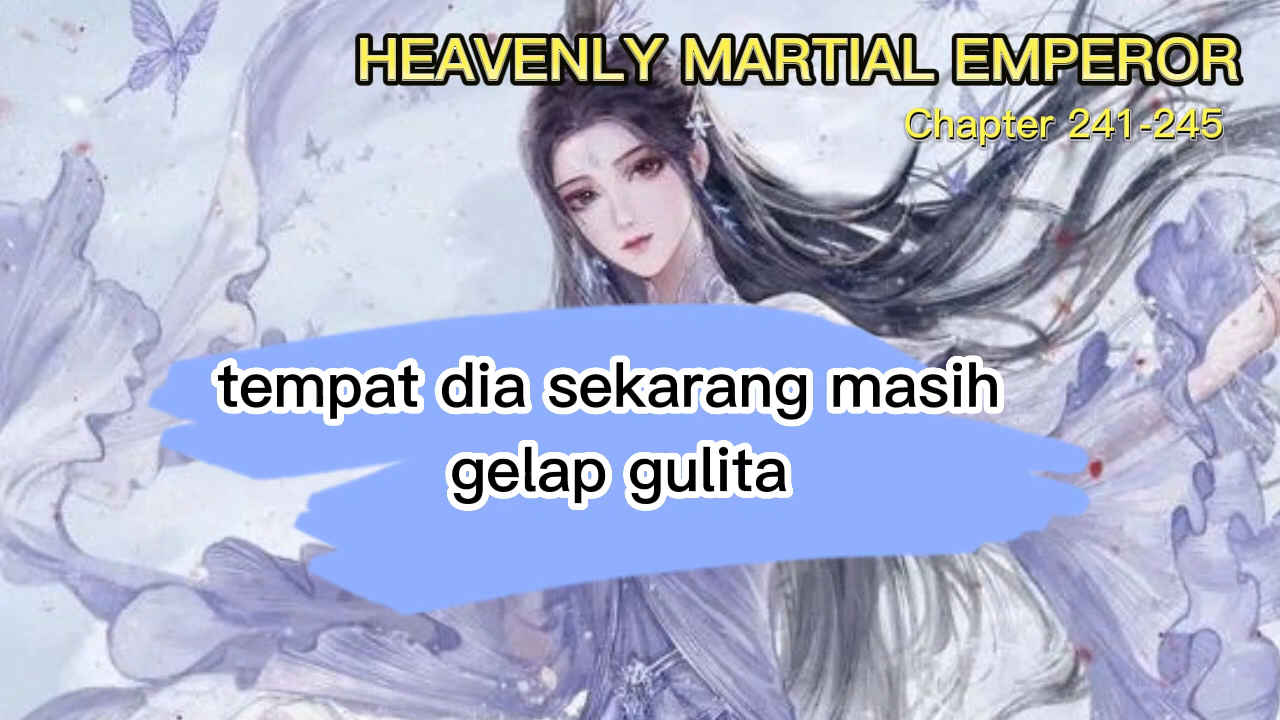 HEAVENLY MARTIAL EMPEROR
Chapter 241-245
tempat dia sekarang masih
gelap gulita